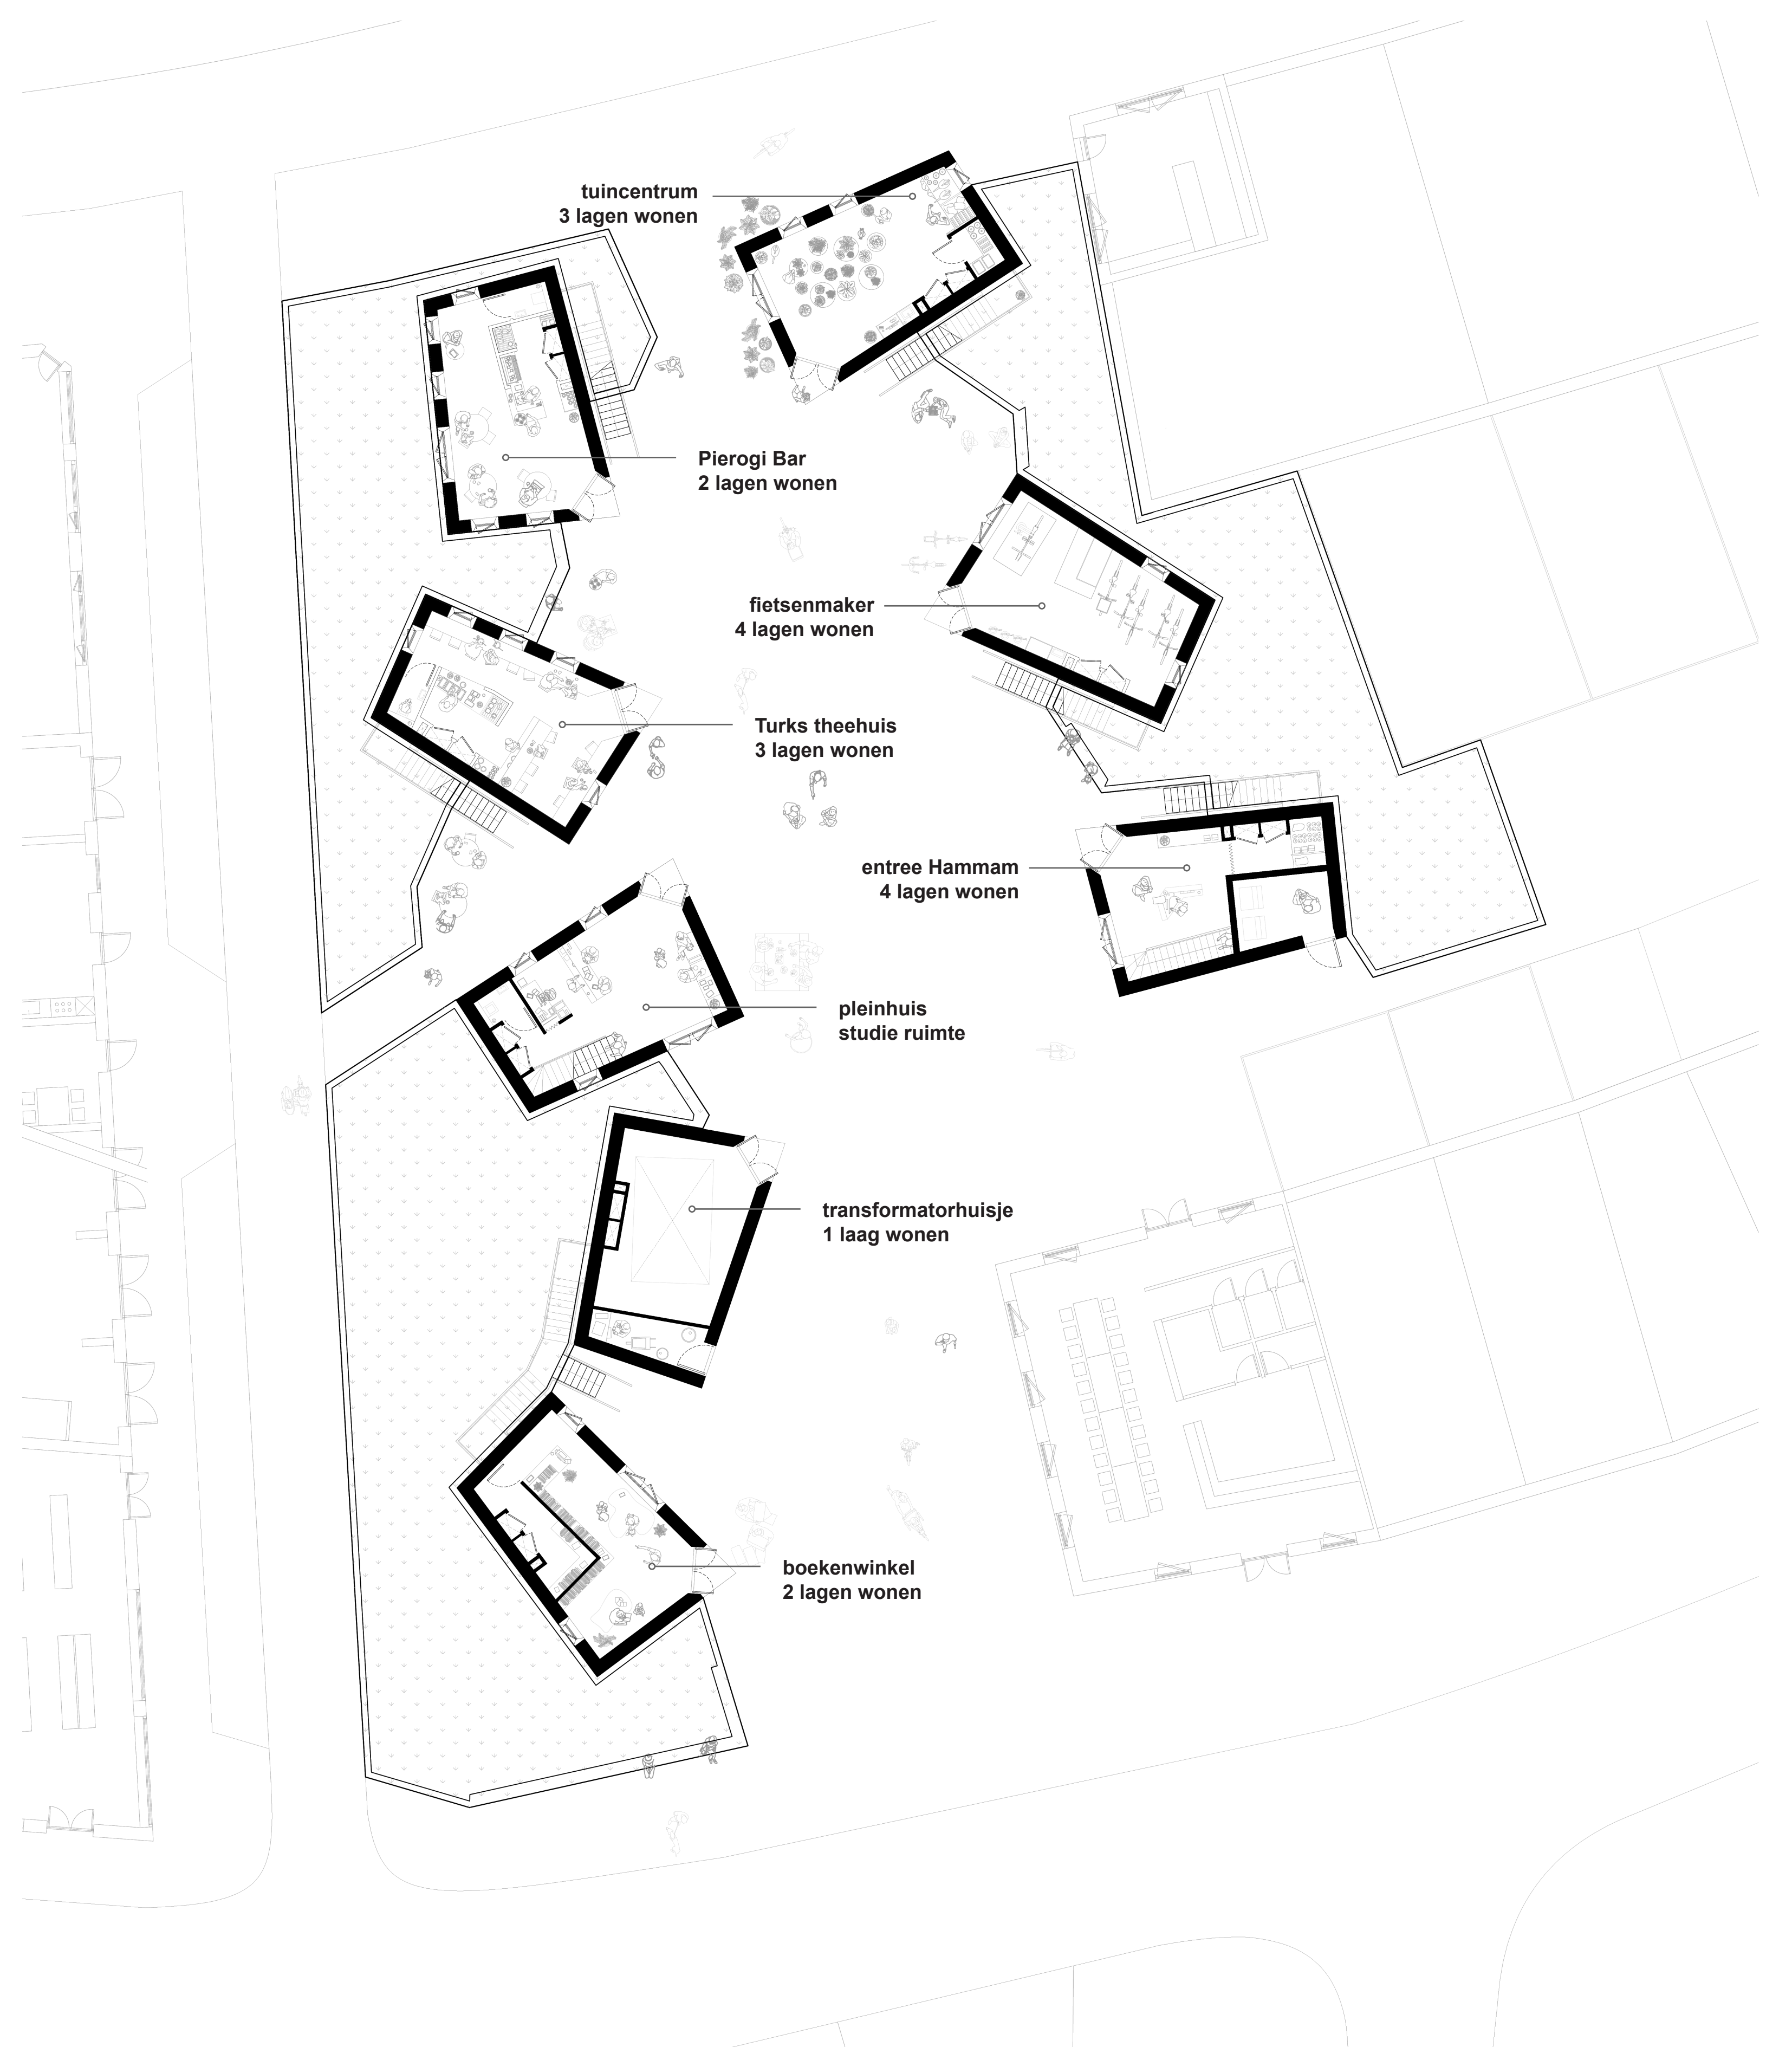 tuincentrum
3 lagen wonen
Pierogi Bar
2 lagen wonen
fietsenmaker
4 lagen wonen
Turks theehuis
3 lagen wonen
entree Hammam
4 lagen wonen
pleinhuis
studie ruimte
transformatorhuisje
1 laag wonen
boekenwinkel
2 lagen wonen